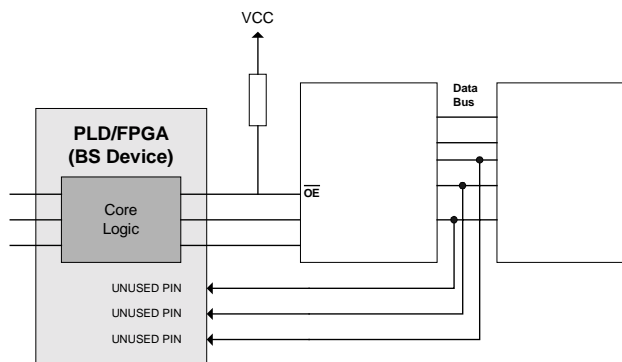 VCC
Data
Bus
PLD/FPGA
(BS Device)
OE
Core
Logic
UNUSED PIN
UNUSED PIN
UNUSED PIN